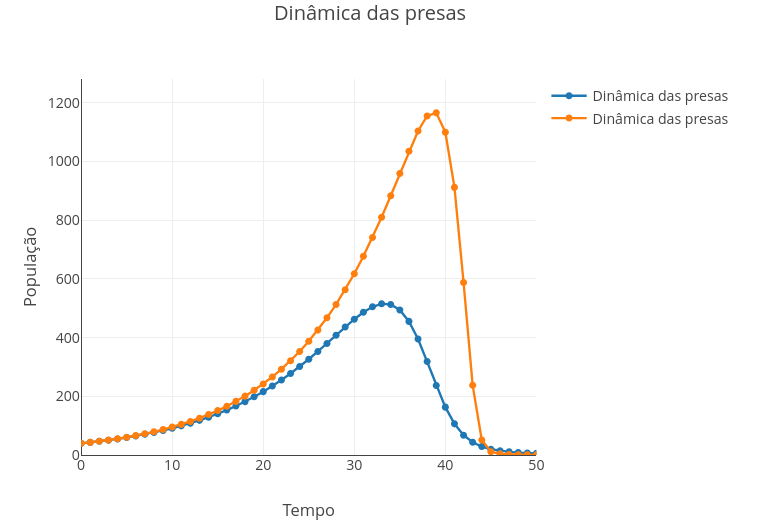 Dinâmica das presas
Dinâmica das presas
Dinâmica das presas
1200
1000
800
600
400
200
0
0 10 20 30 40 50
População
Tempo